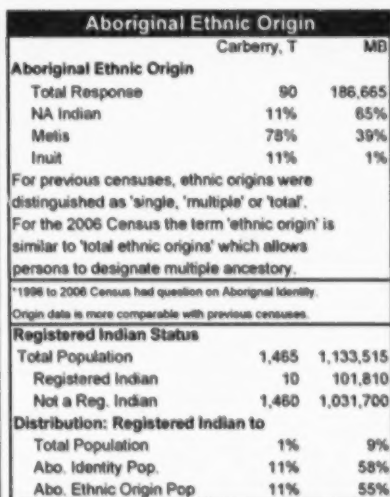 Aboriginal Ethnic Origin
Carberry, T MB
Aboriginal Ethnic Origin
Total Response 90 186,665
NA Indian 11% 65%
Metis 78% 39%
Inuit 11% 1%
For previous censuses, ethnic origins were
distinguished as 'single, 'multiple' or 'total'.
For the 2006 Census the term 'ethnic origin' is
similar to 'total ethnic origins' which allows
persons to designate multiple ancestory.
*1996 to 2006 Census had question on Aborignal Identity.
Origin data is more comparable with previous censuses.
Registered Indian Status
Total Population 1,465 1,133,515
Registered Indian 10 101,810
Not a Reg. Indian 1,460 1,031,700
Distribution: Registered Indian to
Total Population 1% 9%
Abo. Identity Pop. 11% 58%
Abo. Ethnic Origin Pop 11% 55%